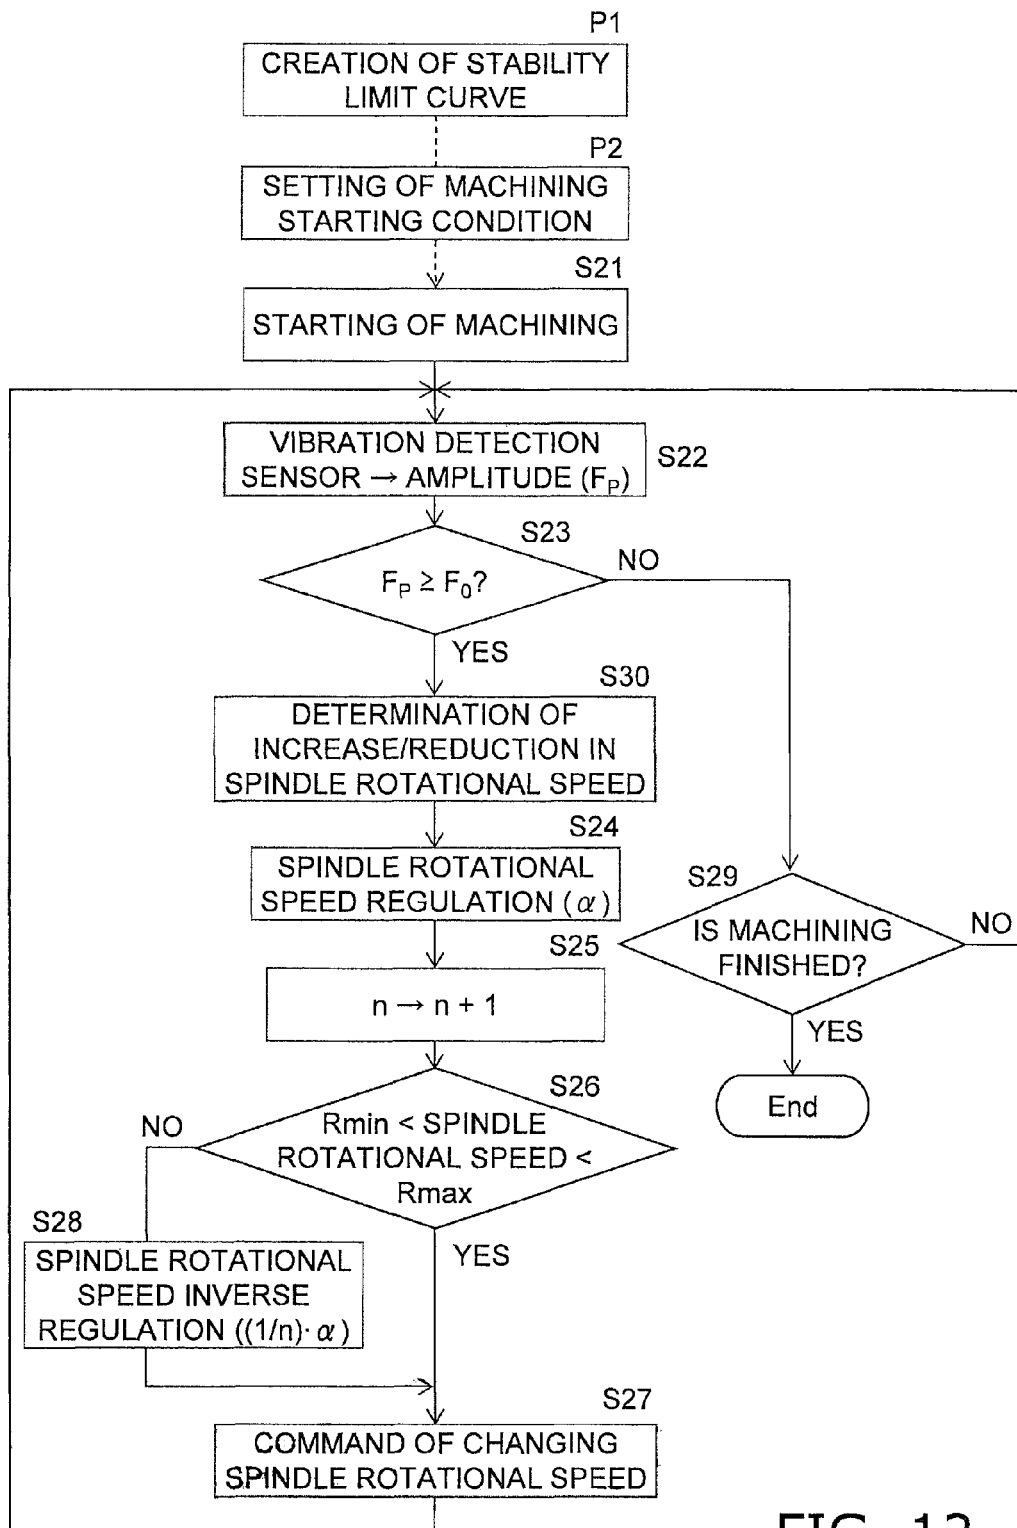 P1
CREATION OF STABILITY
LIMIT CURVE
P2
SETTING OF MACHINING
STARTING CONDITION
S21
STARTING OF MACHINING
VIBRATION DETECTION
SENSOR → AMPLITUDE (FP)
S22
S23
FP ≥ F0?
NO
YES
S30
DETERMINATION OF
INCREASE/REDUCTION IN
SPINDLE ROTATIONAL SPEED
S24
SPINDLE ROTATIONAL
SPEED REGULATION (α)
S29
IS MACHINING
FINISHED?
NO
YES
End
S25
n → n + 1
S26
Rmin < SPINDLE
ROTATIONAL SPEED <
Rmax
NO
YES
S28
SPINDLE ROTATIONAL
SPEED INVERSE
REGULATION ((1/n)· α)
S27
COMMAND OF CHANGING
SPINDLE ROTATIONAL SPEED